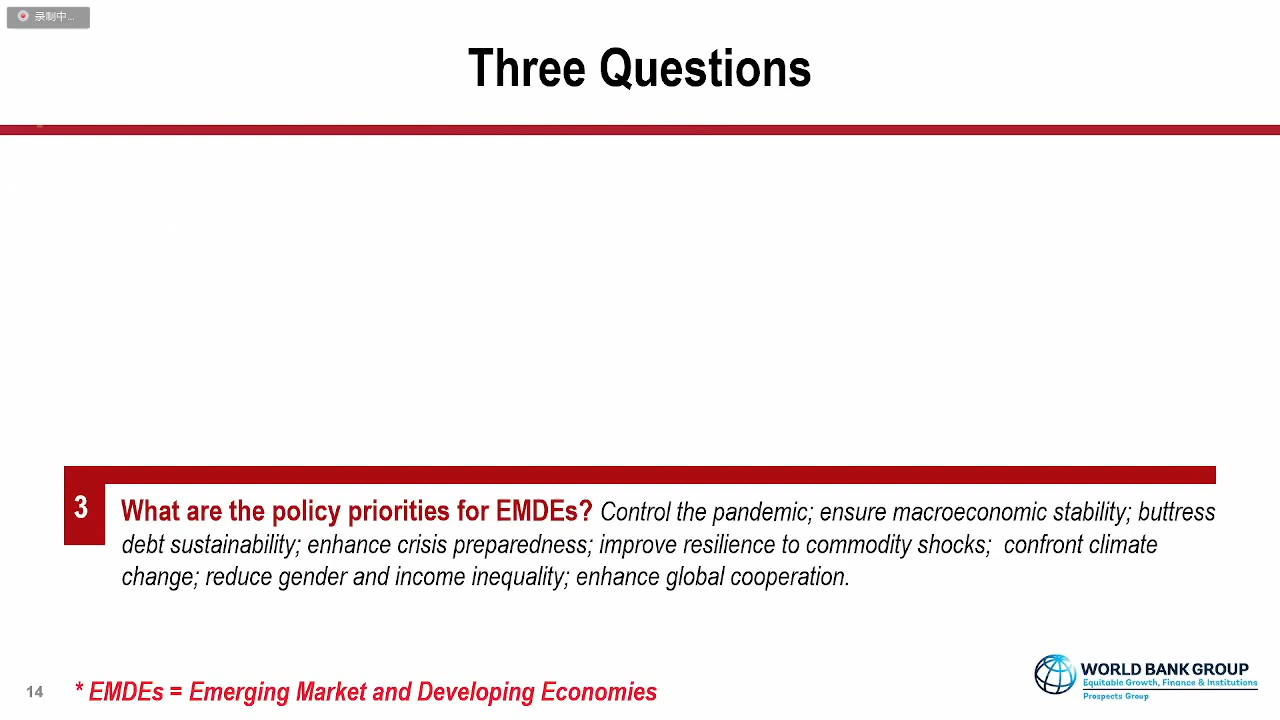 录制中...
Three Questions
3
What are the policy priorities for EMDEs? Control the pandemic; ensure macroeconomic stability; buttress
debt sustainability; enhance crisis preparedness; improve resilience to commodity shocks;  confront climate
change; reduce gender and income inequality; enhance global cooperation.
WORLD BANK GROUP
Equitable Growth, Finance & Institutions
Prospects Group
14
* EMDEs = Emerging Market and Developing Economies